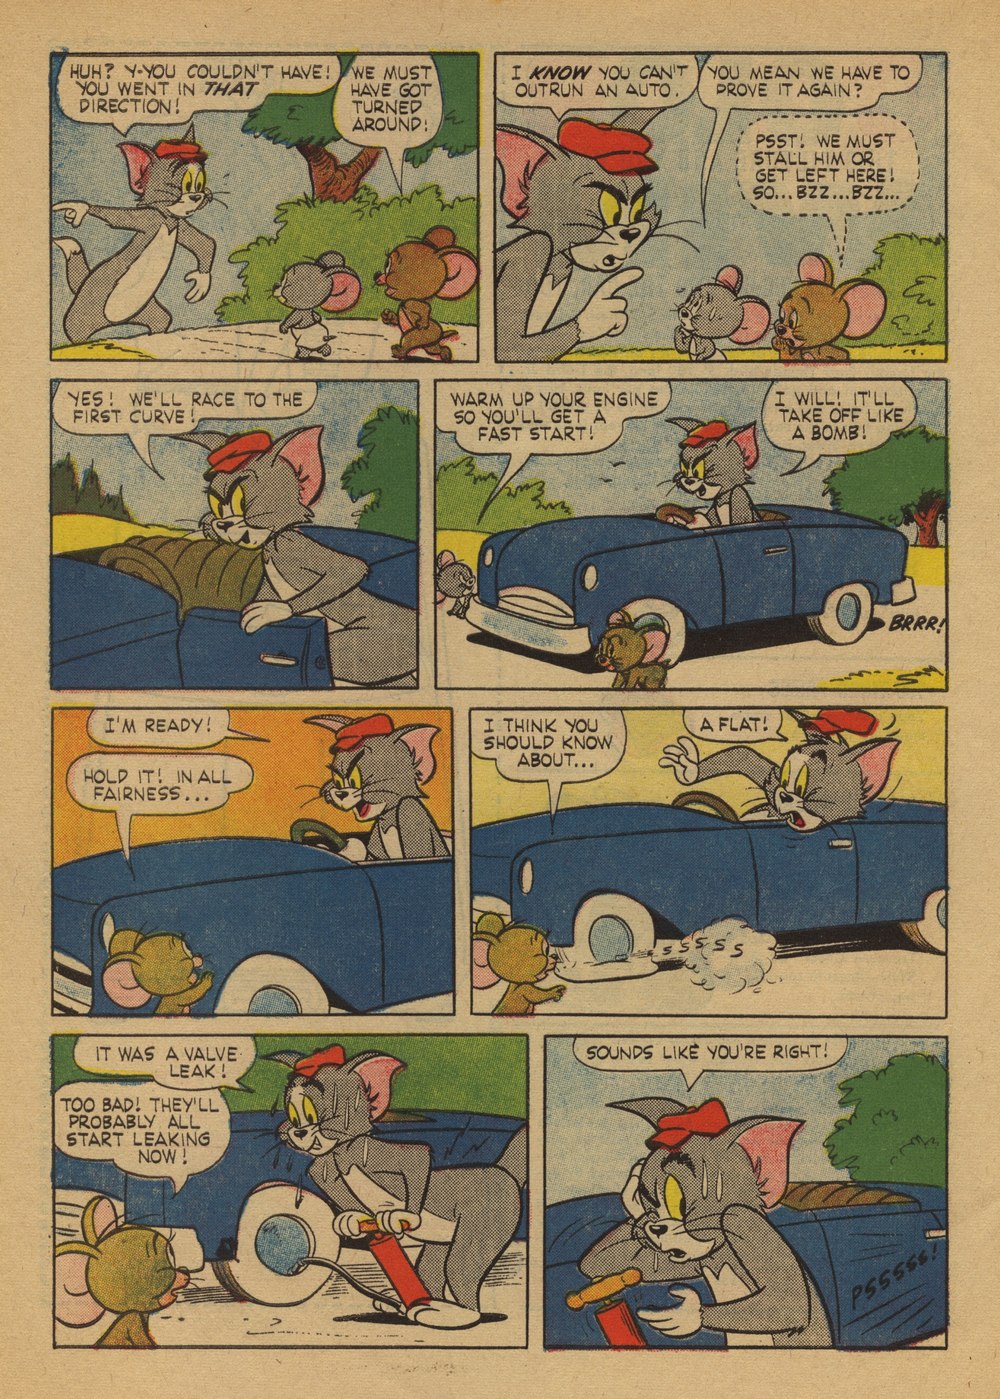 HUH? Y-YOU COULDN'T HAVE!
YOU WENT IN THAT
DIRECTION!
WE MUST
HAVE GOT
TURNED
AROUND!
I KNOW YOU CAN'T
OUTRUN AN AUTO.
YOU MEAN WE HAVE TO
PROVE IT AGAIN?
PSST! WE MUST
STALL HIM OR
GET LEFT HERE!
SO...BZZ...BZZ...
YES! WE'LL RACE TO THE
FIRST CURVE!
WARM UP YOUR ENGINE
SO YOU'LL GET A
FAST START!
I WILL! IT'LL
TAKE OFF LIKE
A BOMB!
BRRR!
I'M READY!
HOLD IT! IN ALL
FAIRNESS...
I THINK YOU
SHOULD KNOW
ABOUT...
A FLAT!
SSSSSS
IT WAS A VALVE
LEAK!
TOO BAD! THEY'LL
PROBABLY ALL
START LEAKING
NOW!
SOUNDS LIKE YOU'RE RIGHT!
PSSSSSS!